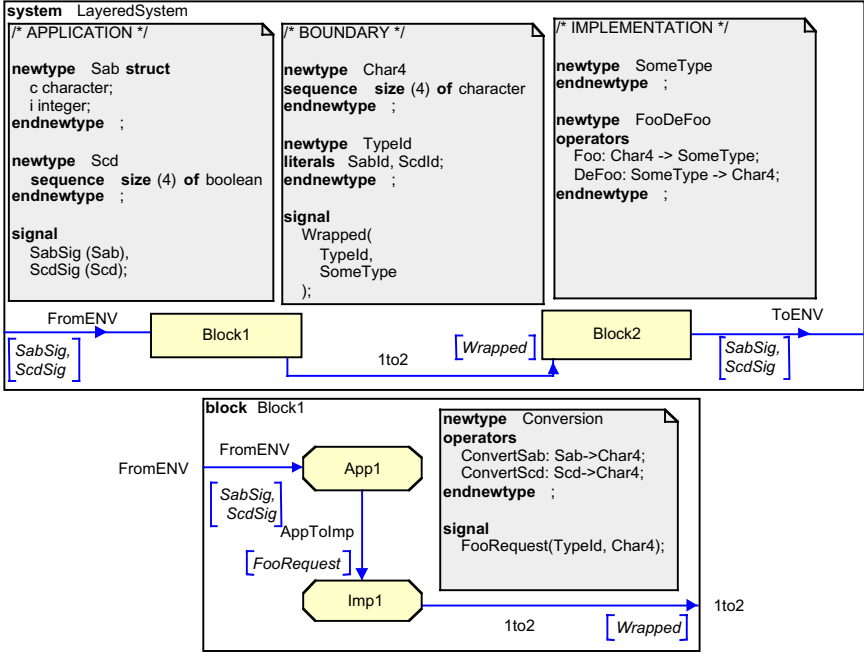 system LayeredSystem
/* APPLICATION */
newtype Sab struct
c character;
i integer;
endnewtype ;
newtype Scd
sequence size (4) of boolean
endnewtype ;
signal
SabSig (Sab),
ScdSig (Scd);
/* BOUNDARY */
newtype Char4
sequence size (4) of character
endnewtype ;
newtype TypeId
literals SabId, ScdId;
endnewtype ;
signal
Wrapped(
TypeId,
SomeType
);
/* IMPLEMENTATION */
newtype SomeType
endnewtype ;
newtype FooDeFoo
operators
Foo: Char4 -> SomeType;
DeFoo: SomeType -> Char4;
endnewtype ;
FromENV
SabSig,
ScdSig
Block1
1to2
Wrapped
Block2
ToENV
SabSig,
ScdSig
block Block1
FromENV
FromENV
SabSig,
ScdSig
App1
AppToImp
FooRequest
Imp1
newtype Conversion
operators
ConvertSab: Sab->Char4;
ConvertScd: Scd->Char4;
endnewtype ;
signal
FooRequest(TypeId, Char4);
1to2
Wrapped
1to2